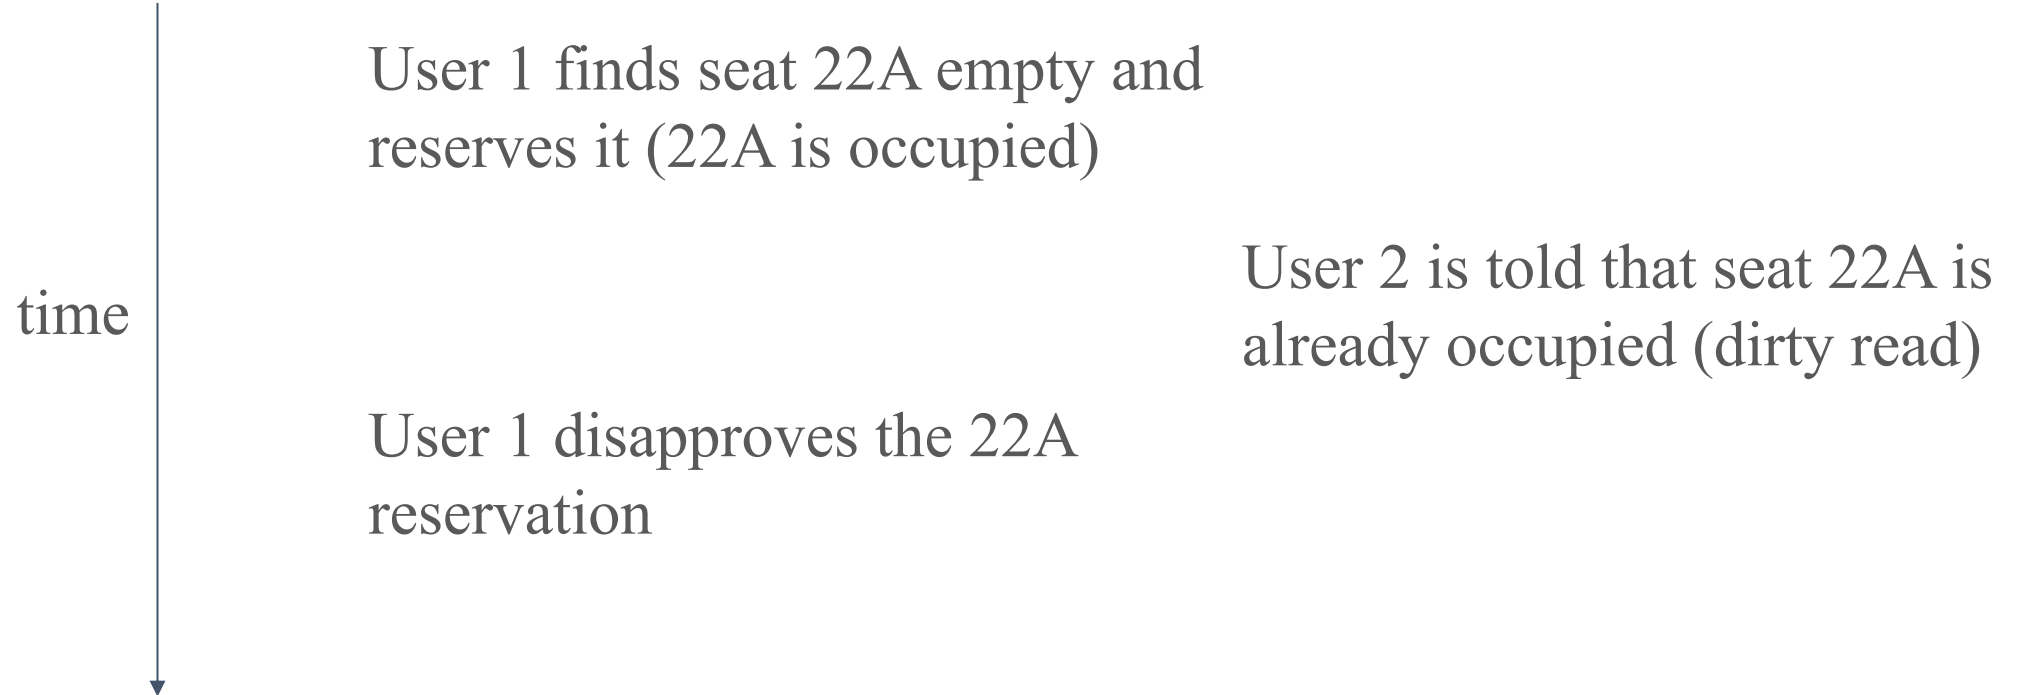 User 1 finds seat 22A empty and
reserves it (22A is occupied)
User 2 is told that seat 22A is
already occupied (dirty read)
time
User 1 disapproves the 22A
reservation